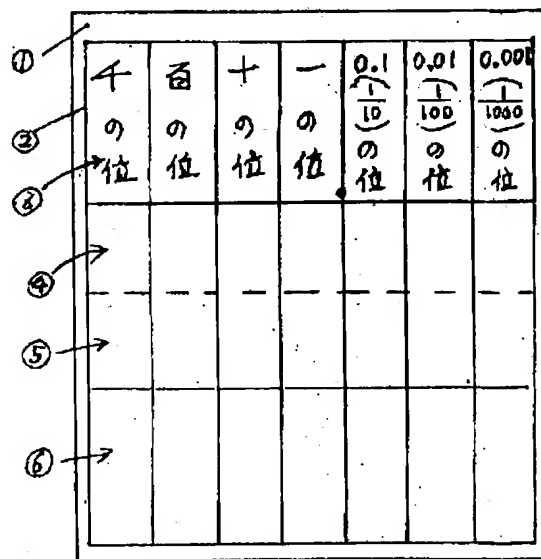 ①
②
③
④
⑤
⑥
千の位
百の位
十の位
一の位
0.1 (1/10) の位
0.01 (1/100) の位
0.001 (1/1000) の位